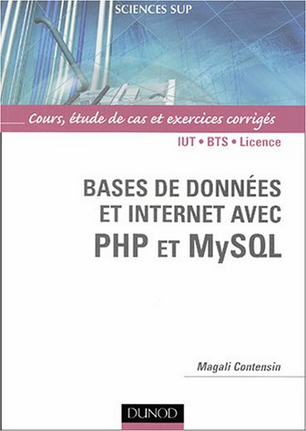 SCIENCES SUP
Cours, étude de cas et exercices corrigés
IUT • BTS • Licence
BASES DE DONNÉES
ET INTERNET AVEC
PHP ET MySQL
Magali Contensin
DUNOD